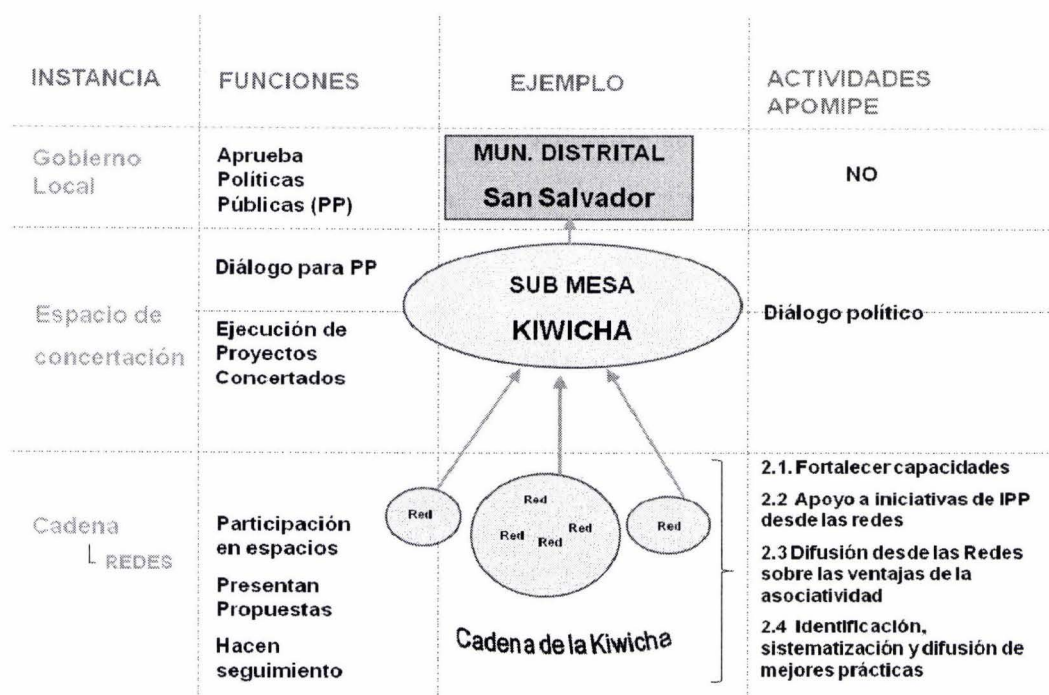 INSTANCIA
FUNCIONES
EJEMPLO
ACTIVIDADES
APOMIPE
Gobierno
Local
Aprueba
Políticas
Públicas (PP)
MUN. DISTRITAL
San Salvador
NO
Espacio de
concertación
Diálogo para PP
Ejecución de
Proyectos
Concertados
SUB MESA
KIWICHA
Diálogo político
Cadena
REDES
Participación
en espacios
Presentan
Propuestas
Hacen
seguimiento
Red
Red
Red
Red
Red
Red
Cadena de la Kiwicha
2.1. Fortalecer capacidades
2.2 Apoyo a iniciativas de IPP
desde las redes
2.3 Difusión desde las Redes
sobre las ventajas de la
asociatividad
2.4 Identificación,
sistematización y difusión de
mejores prácticas